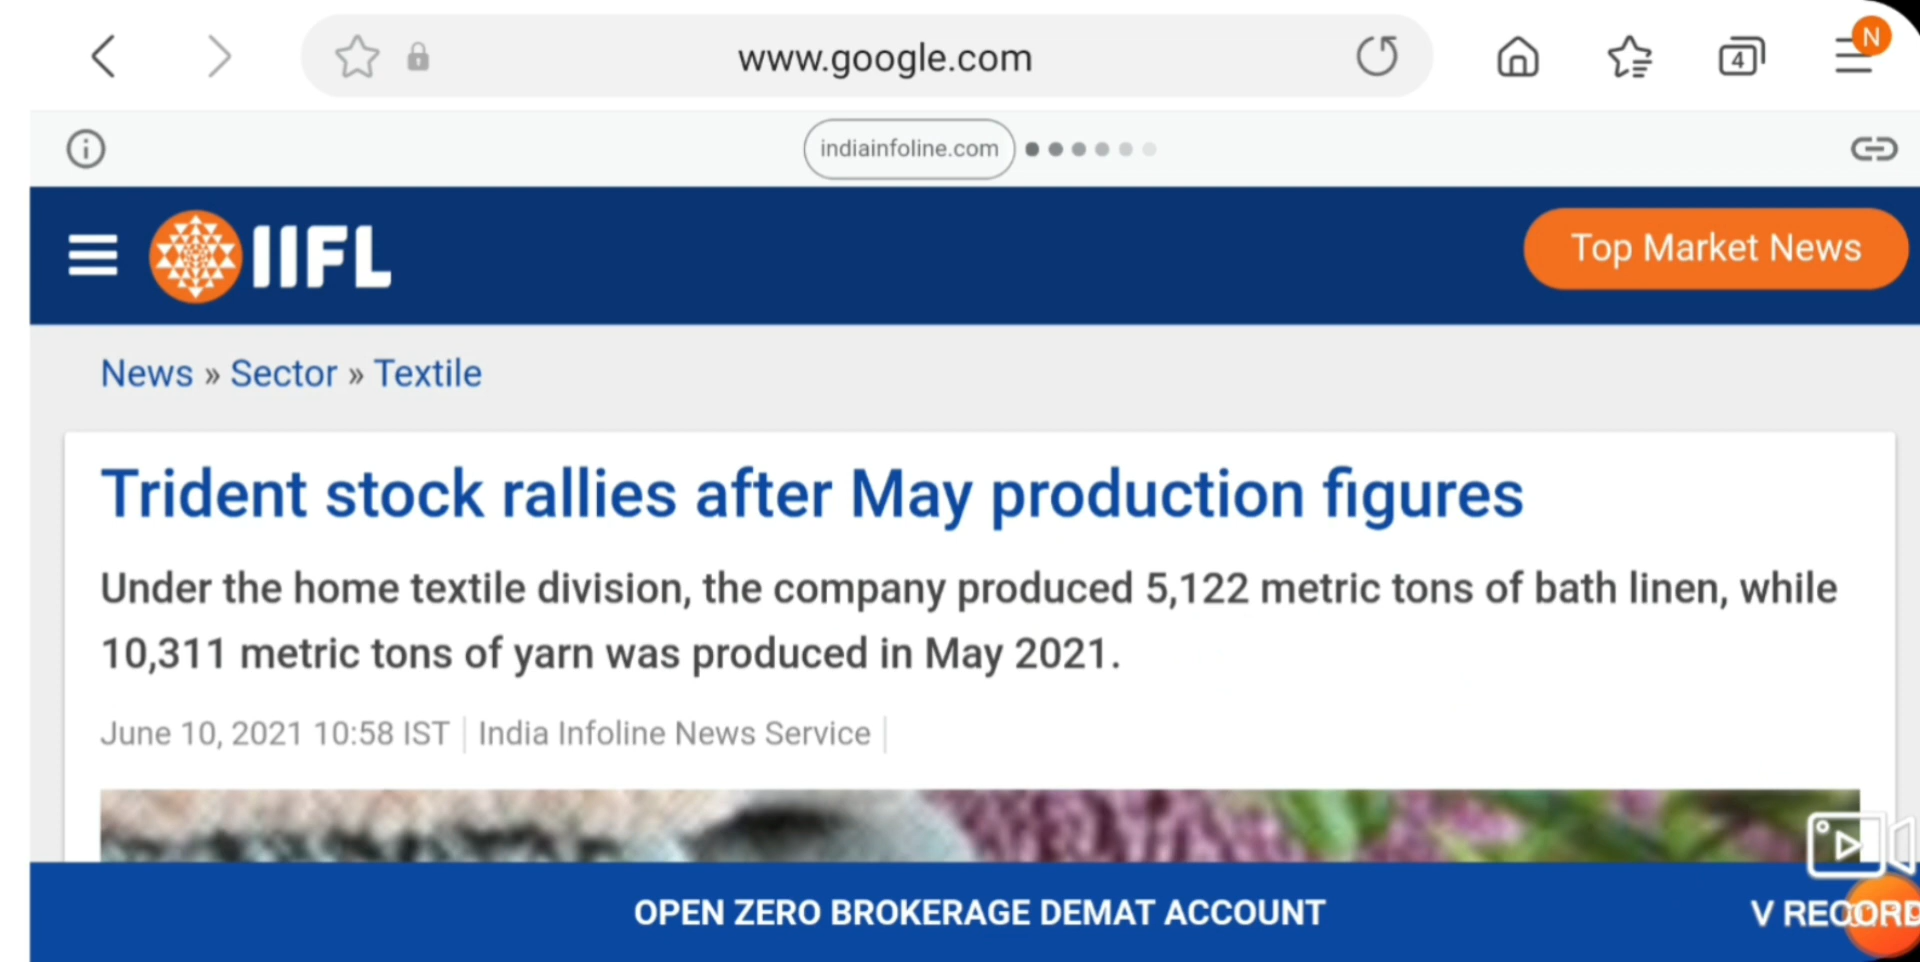 www.google.com
4
N
indiainfoline.com
IIFL
Top Market News
News » Sector » Textile
Trident stock rallies after May production figures
Under the home textile division, the company produced 5,122 metric tons of bath linen, while
10,311 metric tons of yarn was produced in May 2021.
June 10, 2021 10:58 IST
India Infoline News Service
OPEN ZERO BROKERAGE DEMAT ACCOUNT
V RECORD